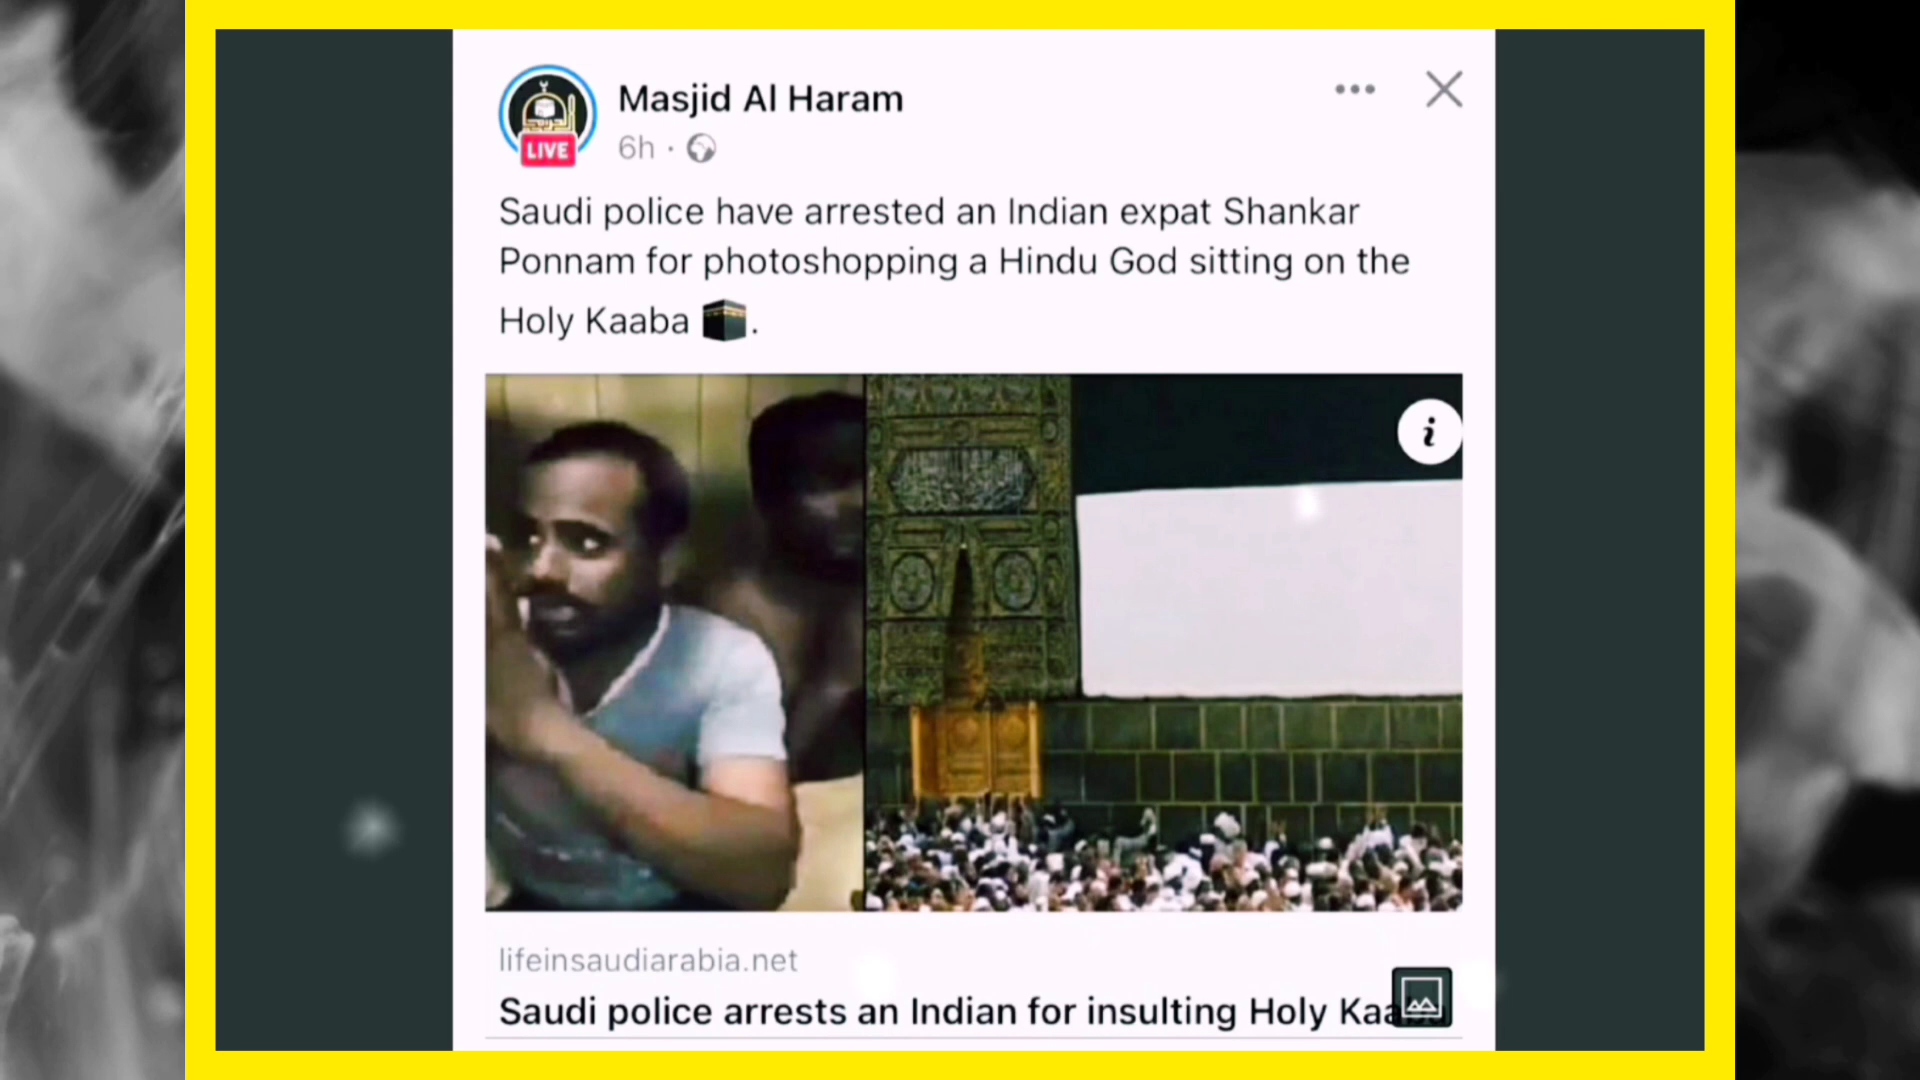 Masjid Al Haram
LIVE
6h ·
Saudi police have arrested an Indian expat Shankar
Ponnam for photoshopping a Hindu God sitting on the
Holy Kaaba 🕋.
i
lifeinsaudiarabia.net
Saudi police arrests an Indian for insulting Holy